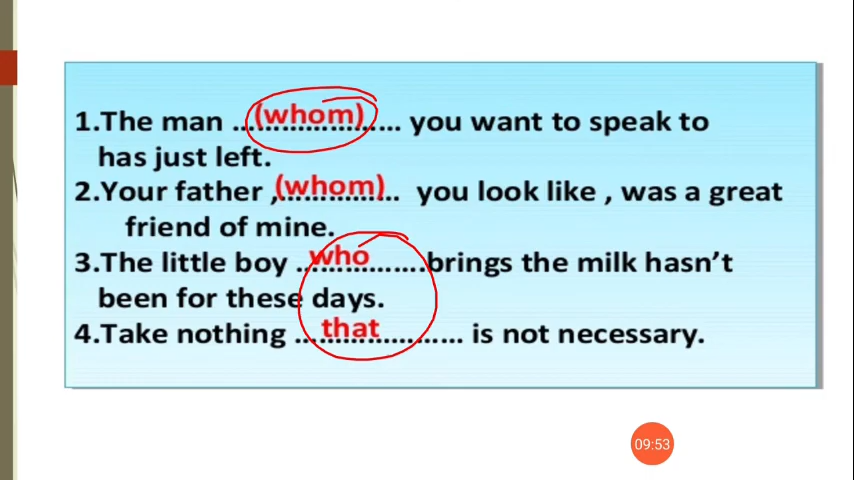 1.The man ...(whom)... you want to speak to
has just left.
2.Your father ,(whom)... you look like , was a great
friend of mine.
3.The little boy ...who...brings the milk hasn't
been for these days.
4.Take nothing ...that... is not necessary.
09:53